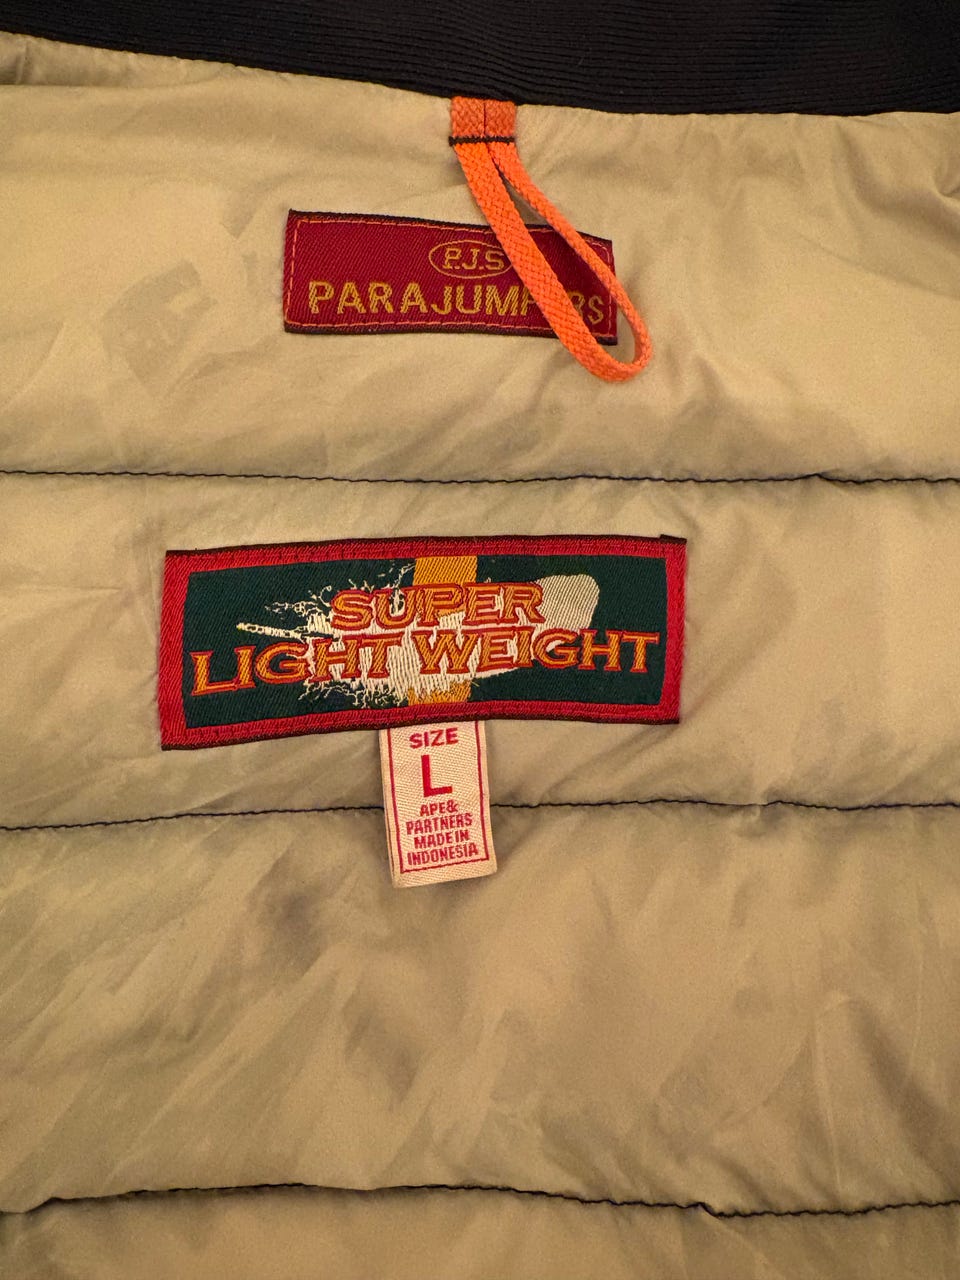 P.J.S
PARAJUMPERS
SUPER
LIGHT WEIGHT
SIZE
L
APE&
PARTNERS
MADE IN
INDONESIA